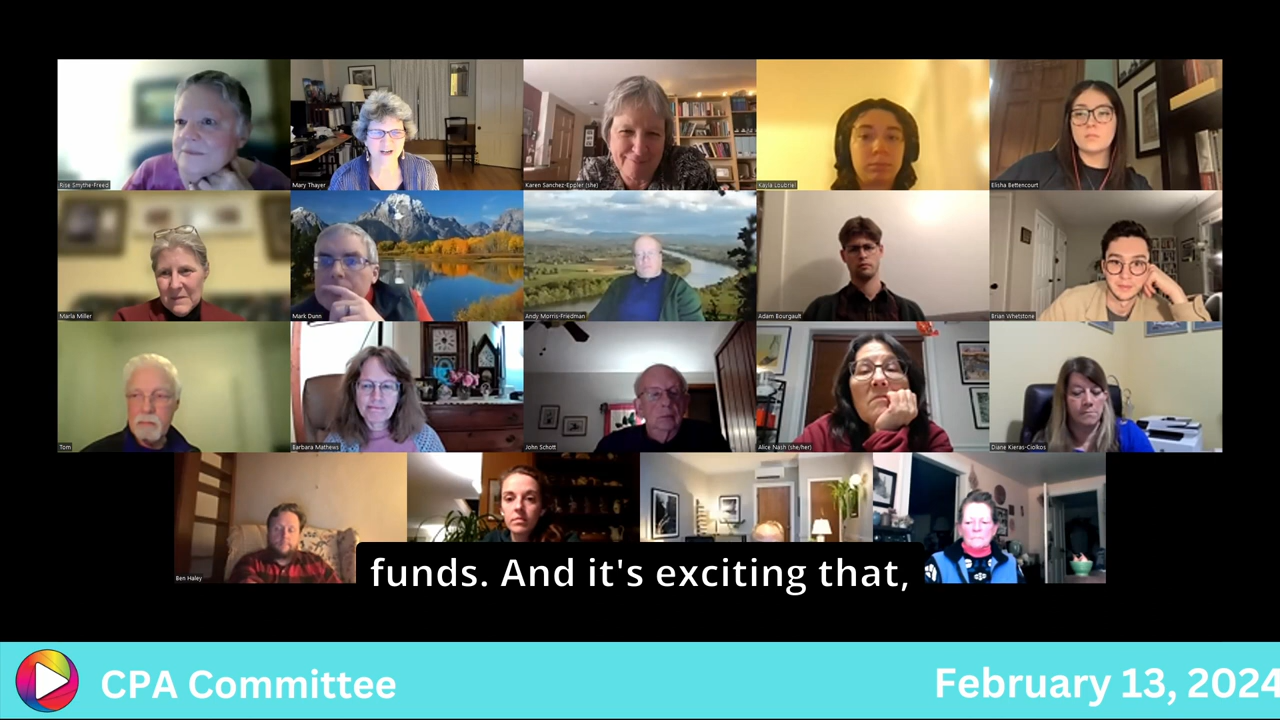 Rise Smythe-Freed
Mary Thayer
Karen Sanchez-Eppler (she)
Kayla Loubriel
Elisha Bettencourt
Marla Miller
Mark Dunn
Andy Morris-Friedman
Adam Bourgault
Brian Whetstone
Tom
Barbara Mathews
John Schott
Alice Nash (she/her)
Diane Kieras-Ciolkos
Ben Haley
funds. And it's exciting that,
CPA Committee
February 13, 2024